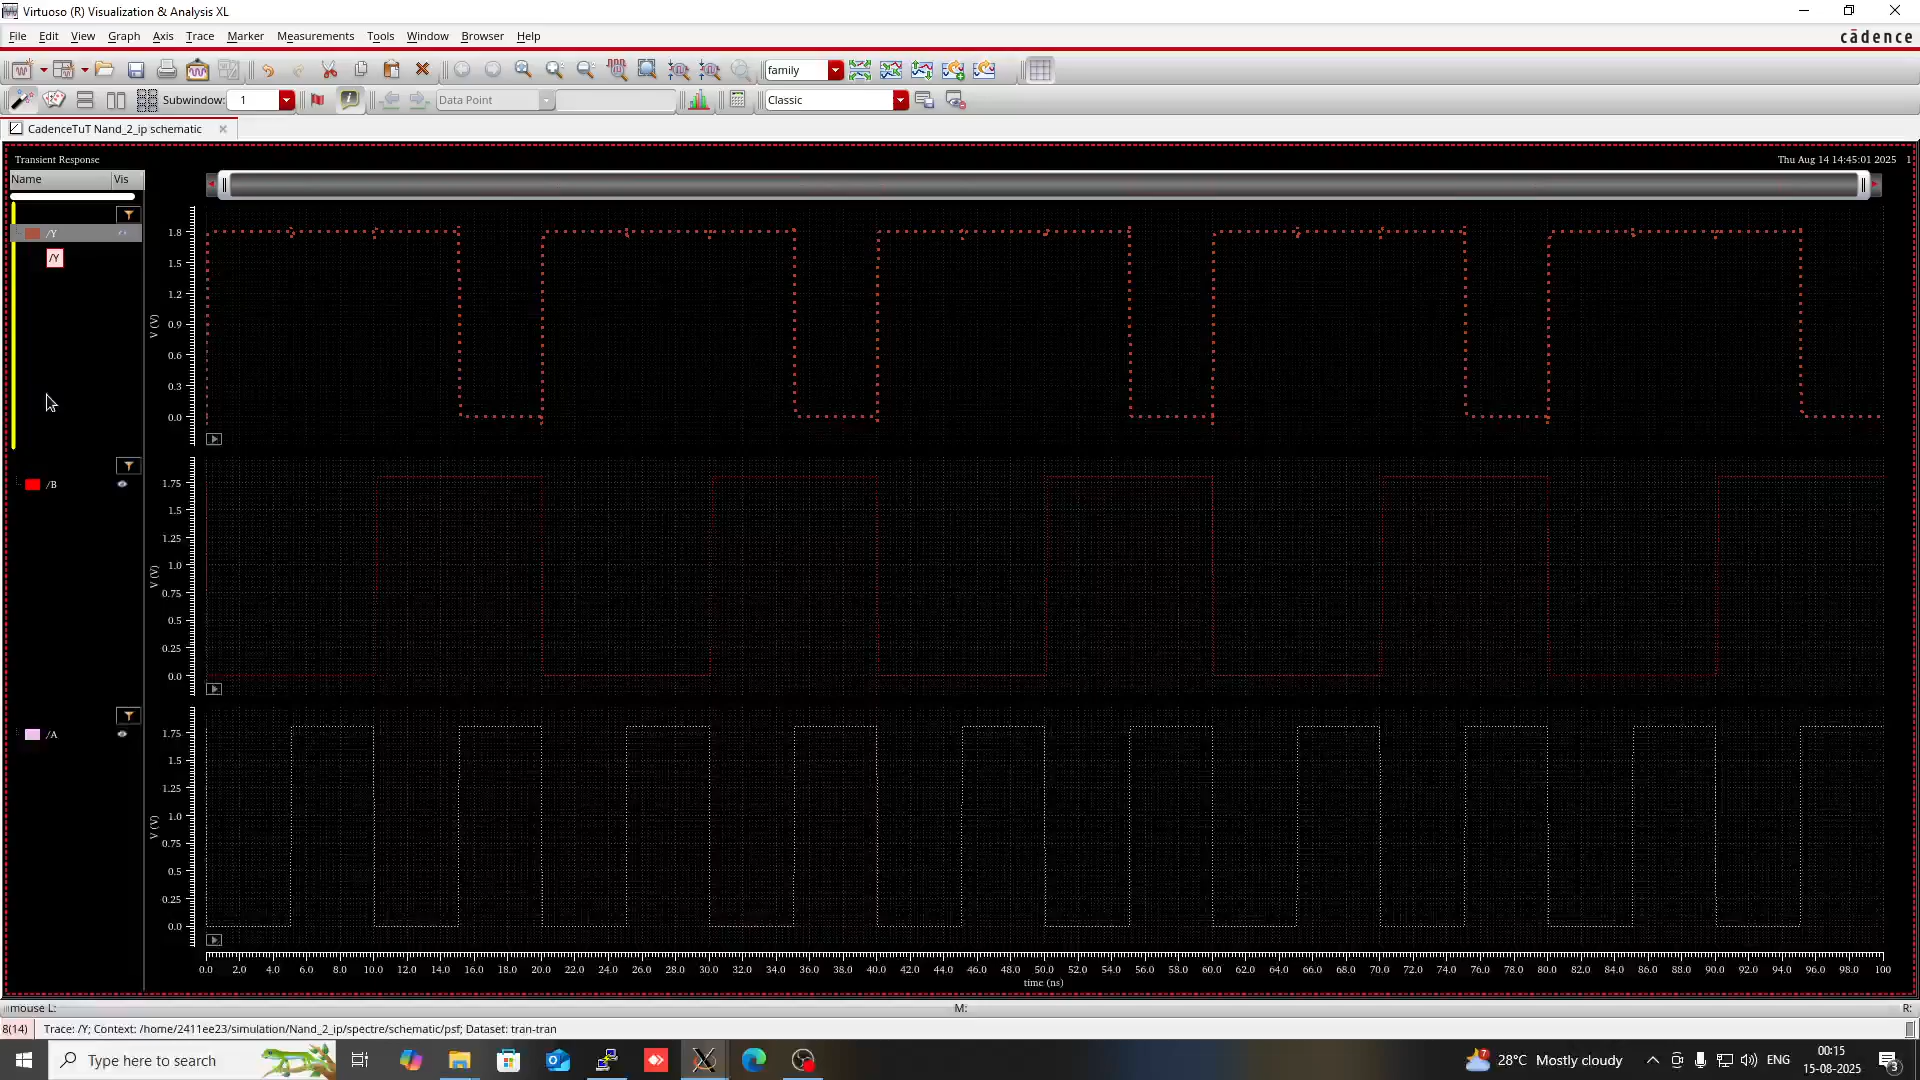 Virtuoso (R) Visualization & Analysis XL
File Edit View Graph Axis Trace Marker Measurements Tools Window Browser Help
cādence
family
Subwindow: 1
Data Point
Classic
CadenceTuT Nand_2_ip schematic
Transient Response
Thu Aug 14 14:45:01 2025 1
Name Vis
/Y
/Y
1.8
1.5
1.2
0.9
0.6
0.3
0.0
V (V)
/B
1.75
1.5
1.25
1.0
0.75
0.5
0.25
0.0
V (V)
/A
1.75
1.5
1.25
1.0
0.75
0.5
0.25
0.0
V (V)
0.0 2.0 4.0 6.0 8.0 10.0 12.0 14.0 16.0 18.0 20.0 22.0 24.0 26.0 28.0 30.0 32.0 34.0 36.0 38.0 40.0 42.0 44.0 46.0 48.0 50.0 52.0 54.0 56.0 58.0 60.0 62.0 64.0 66.0 68.0 70.0 72.0 74.0 76.0 78.0 80.0 82.0 84.0 86.0 88.0 90.0 92.0 94.0 96.0 98.0 100
time (ns)
mouse L: M: R:
8(14) Trace: /Y; Context: /home/2411ee23/simulation/Nand_2_ip/spectre/schematic/psf; Dataset: tran-tran
Type here to search
28°C Mostly cloudy
ENG
00:15
15-08-2025
3